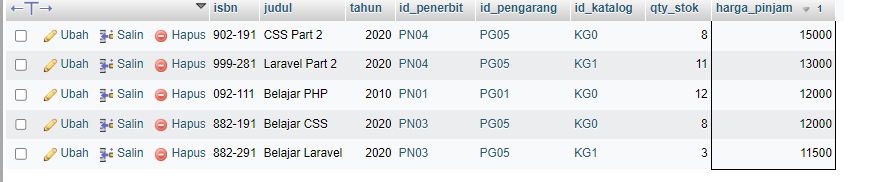 ←T→ isbn judul tahun id_penerbit id_pengarang id_katalog qty_stok harga_pinjam 1
Ubah Salin Hapus 902-191 CSS Part 2 2020 PN04 PG05 KG0 8 15000
Ubah Salin Hapus 999-281 Laravel Part 2 2020 PN04 PG05 KG1 11 13000
Ubah Salin Hapus 092-111 Belajar PHP 2010 PN01 PG01 KG0 12 12000
Ubah Salin Hapus 882-191 Belajar CSS 2020 PN03 PG05 KG0 8 12000
Ubah Salin Hapus 882-291 Belajar Laravel 2020 PN03 PG05 KG1 3 11500